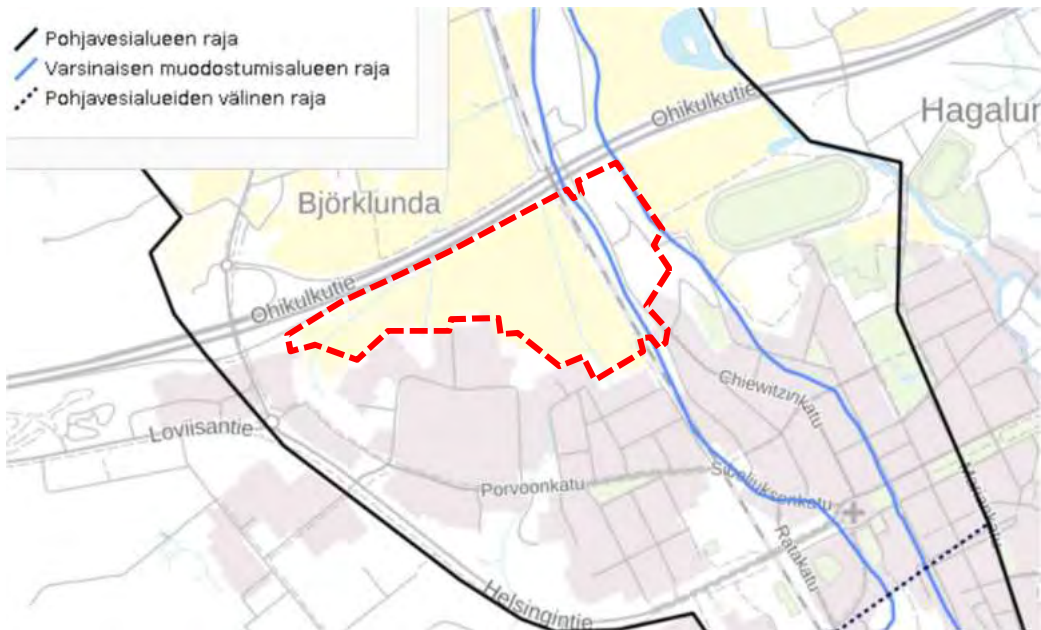 Pohjavesialueen raja
Varsinaisen muodostumisalueen raja
Pohjavesialueiden välinen raja
Ohikulkutie
Hagalun
Björklunda
Ohikulkutie
Chiewitzinkatu
Loviisantie
Porvoonkatu
Sibeliuksenkatu
Ratakatu
Helsingintie